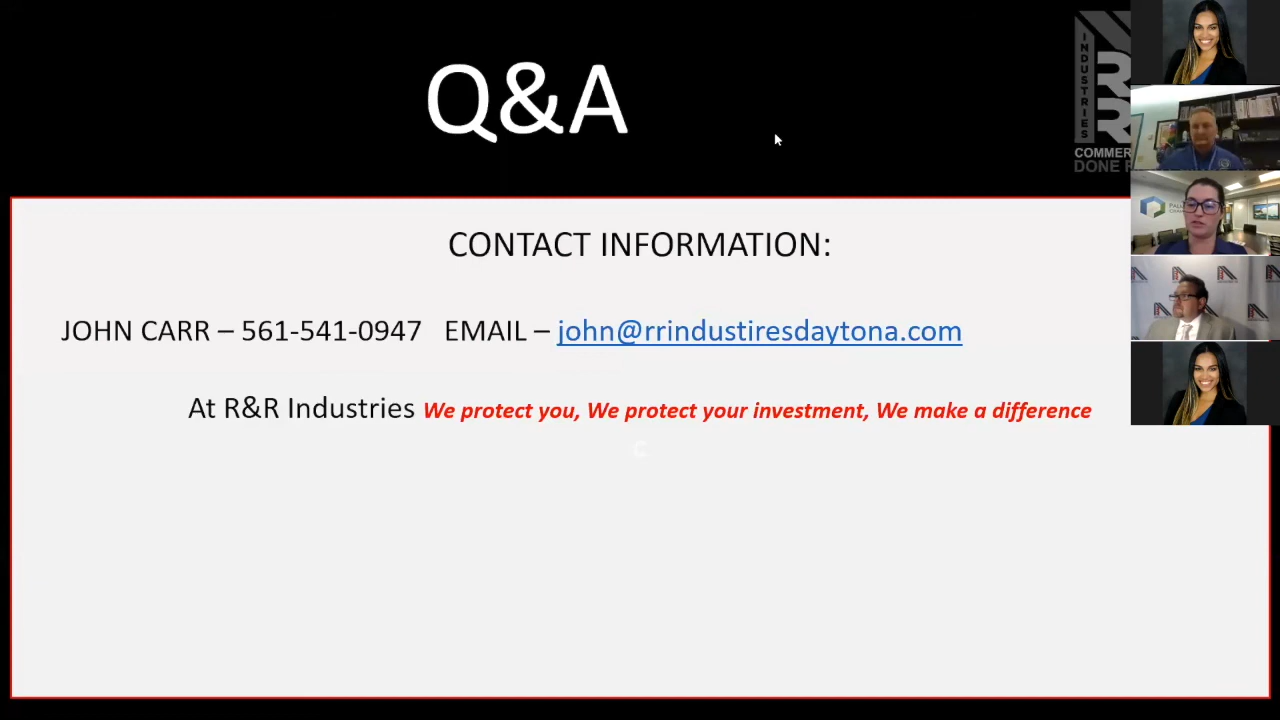 Q&A
INDUSTRIES
RR
COMMER
DONE
CONTACT INFORMATION:
JOHN CARR – 561-541-0947 EMAIL – john@rrindustiresdaytona.com
At R&R Industries We protect you, We protect your investment, We make a difference
C